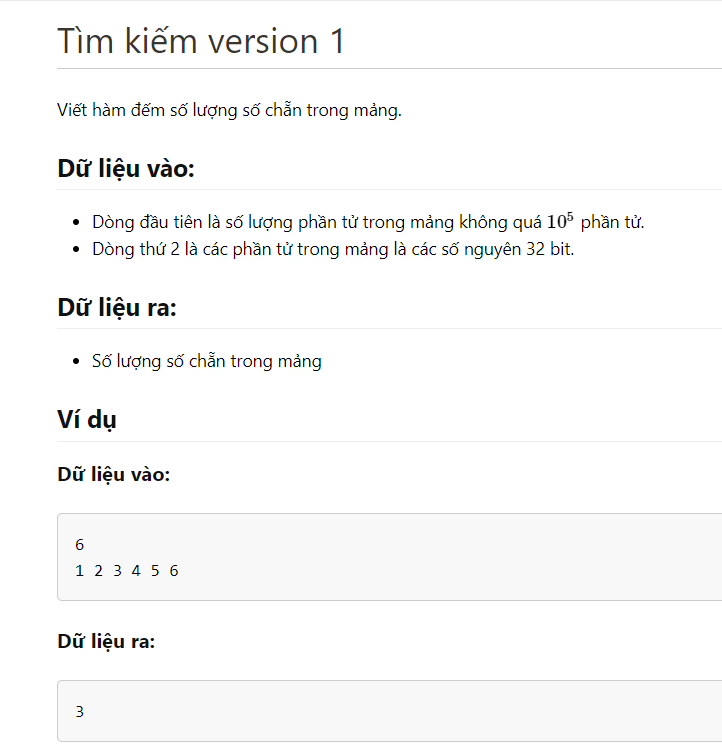 Tìm kiếm version 1
Viết hàm đếm số lượng số chẵn trong mảng.
Dữ liệu vào:
• Dòng đầu tiên là số lượng phần tử trong mảng không quá 10⁵ phần tử.
• Dòng thứ 2 là các phần tử trong mảng là các số nguyên 32 bit.
Dữ liệu ra:
• Số lượng số chẵn trong mảng
Ví dụ
Dữ liệu vào:
6
1 2 3 4 5 6
Dữ liệu ra:
3